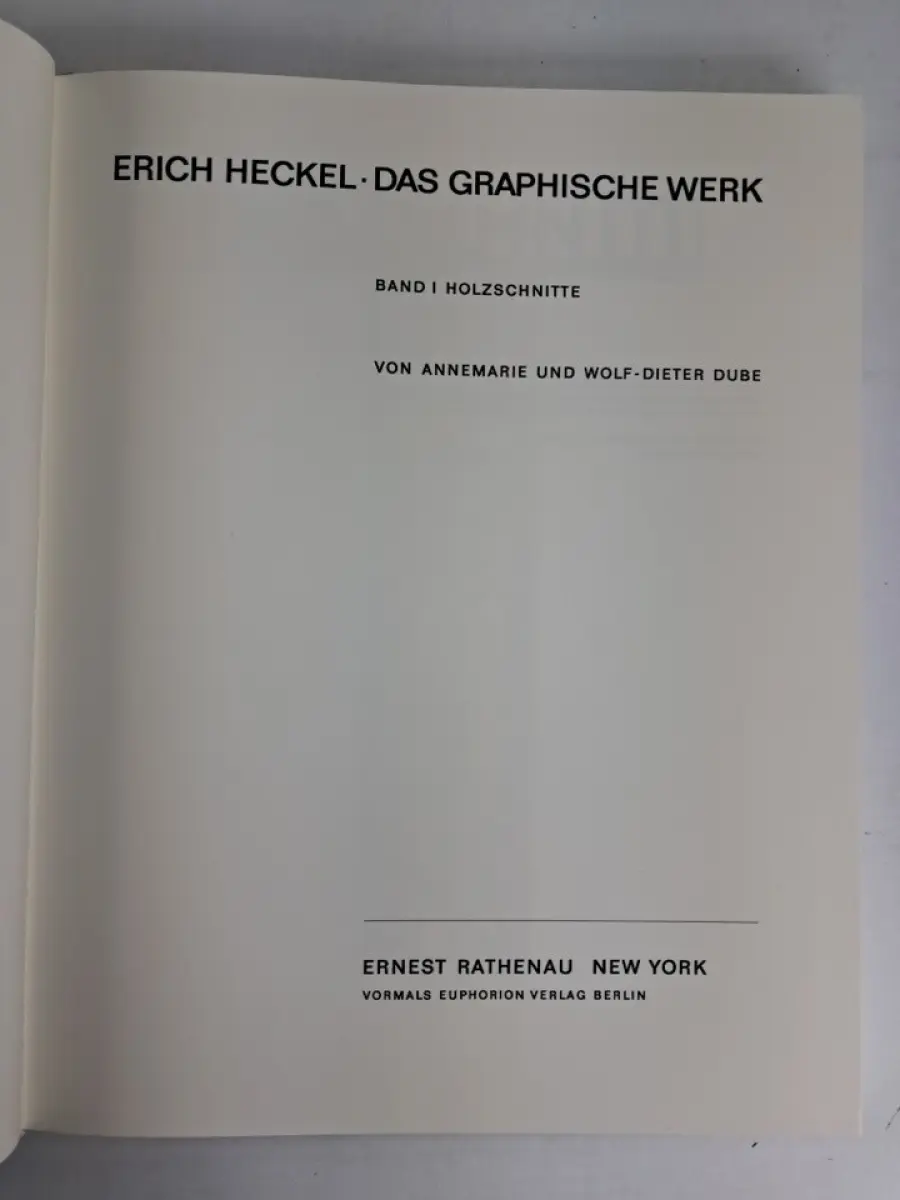 ERICH HECKEL · DAS GRAPHISCHE WERK
BAND I HOLZSCHNITTE
VON ANNEMARIE UND WOLF-DIETER DUBE
ERNEST RATHENAU NEW YORK
VORMALS EUPHORION VERLAG BERLIN